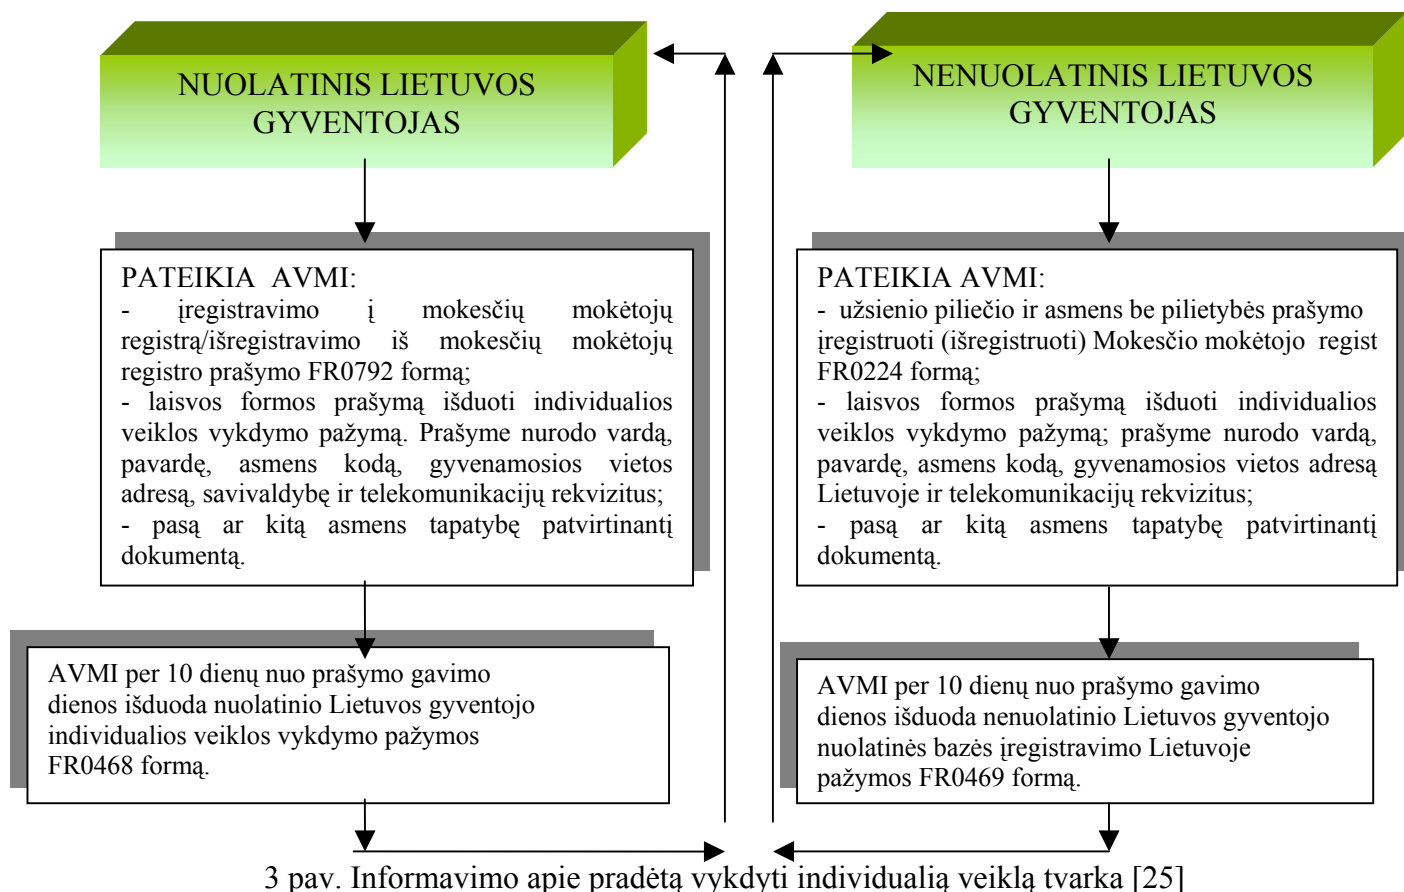 NUOLATINIS LIETUVOS
GYVENTOJAS
PATEIKIA AVMI:
- įregistravimo į mokesčių mokėtojų
registrą/išregistravimo iš mokesčių mokėtojų
registro prašymo FR0792 formą;
- laisvos formos prašymą išduoti individualios
veiklos vykdymo pažymą. Prašyme nurodo vardą,
pavardę, asmens kodą, gyvenamosios vietos
adresą, savivaldybę ir telekomunikacijų rekvizitus;
- pasą ar kitą asmens tapatybę patvirtinantį
dokumentą.
AVMI per 10 dienų nuo prašymo gavimo
dienos išduoda nuolatinio Lietuvos gyventojo
individualios veiklos vykdymo pažymos
FR0468 formą.
NENUOLATINIS LIETUVOS
GYVENTOJAS
PATEIKIA AVMI:
- užsienio piliečio ir asmens be pilietybės prašymo
įregistruoti (išregistruoti) Mokesčio mokėtojo regist
FR0224 formą;
- laisvos formos prašymą išduoti individualios
veiklos vykdymo pažymą; prašyme nurodo vardą,
pavardę, asmens kodą, gyvenamosios vietos adresą
Lietuvoje ir telekomunikacijų rekvizitus;
- pasą ar kitą asmens tapatybę patvirtinantį
dokumentą.
AVMI per 10 dienų nuo prašymo gavimo
dienos išduoda nenuolatinio Lietuvos gyventojo
nuolatinės bazės įregistravimo Lietuvoje
pažymos FR0469 formą.
3 pav. Informavimo apie pradėtą vykdyti individualią veiklą tvarka [25]